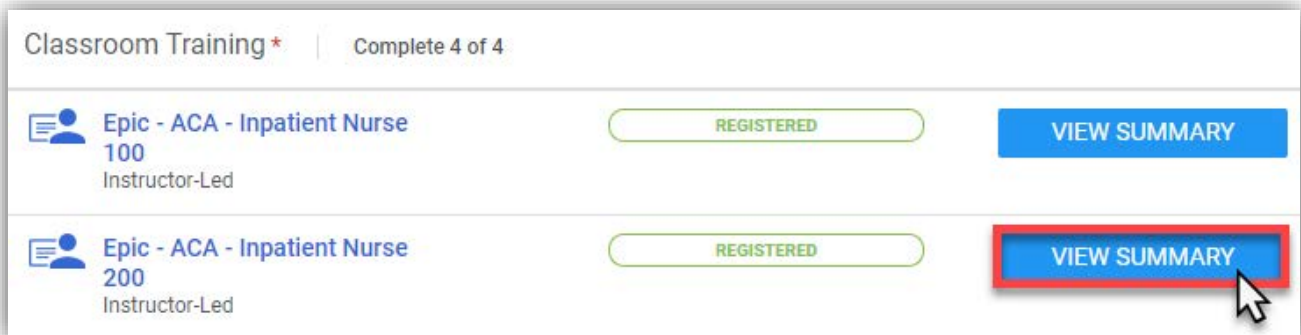 Classroom Training * Complete 4 of 4
Epic - ACA - Inpatient Nurse
100
Instructor-Led
REGISTERED
VIEW SUMMARY
Epic - ACA - Inpatient Nurse
200
Instructor-Led
REGISTERED
VIEW SUMMARY